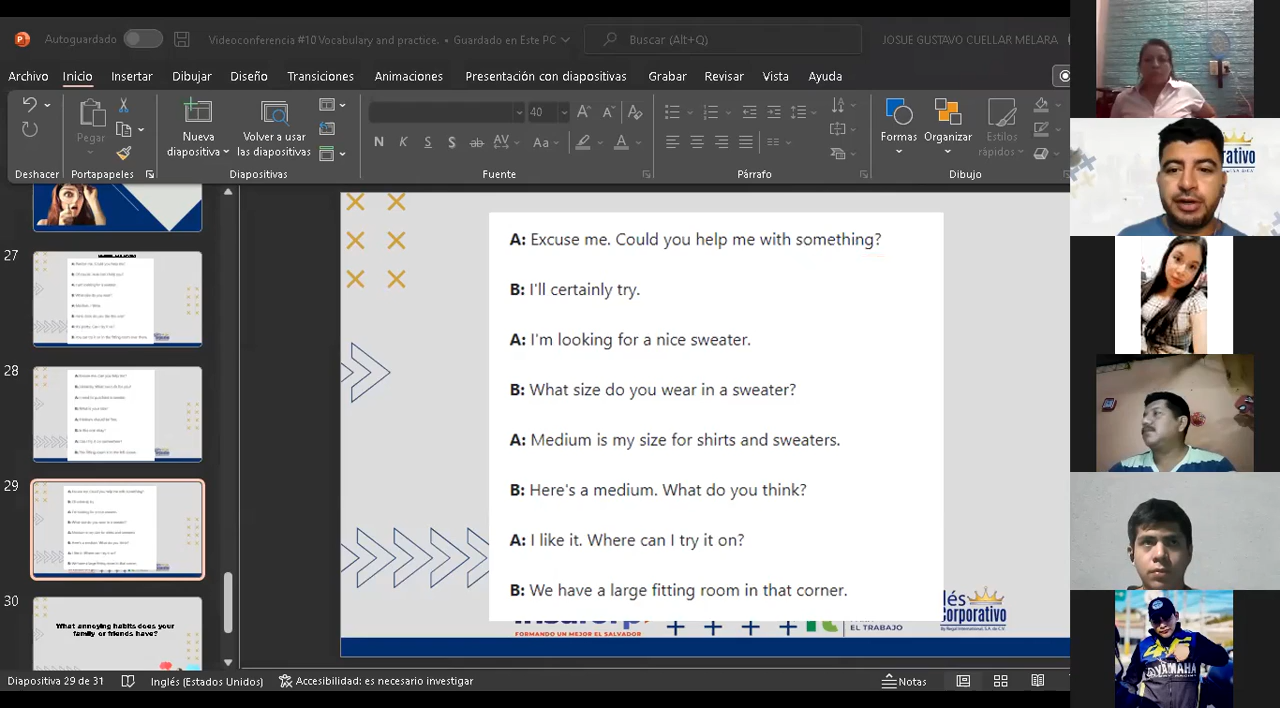 Autoguardado
Videoconferencia #10 Vocabulary and practice. • Guardado en Este PC
Buscar (Alt+Q)
JOSUE GUSTAVO CUELLAR MELARA
Archivo Inicio Insertar Dibujar Diseño Transiciones Animaciones Presentación con diapositivas Grabar Revisar Vista Ayuda
40
Pegar
Nueva diapositiva
Volver a usar las diapositivas
N K S S ab AV Aa A
Formas Organizar Estilos rápidos
Deshacer Portapapeles Diapositivas Fuente Párrafo Dibujo
27
28
29
30
What annoying habits does your
family or friends have?
A: Excuse me. Could you help me with something?
B: I'll certainly try.
A: I'm looking for a nice sweater.
B: What size do you wear in a sweater?
A: Medium is my size for shirts and sweaters.
B: Here's a medium. What do you think?
A: I like it. Where can I try it on?
B: We have a large fitting room in that corner.
FORMANDO UN MEJOR EL SALVADOR
EL TRABAJO
lés
Corporativo
Diapositiva 29 de 31
Inglés (Estados Unidos)
Accesibilidad: es necesario investi
Notas
YAMAHA